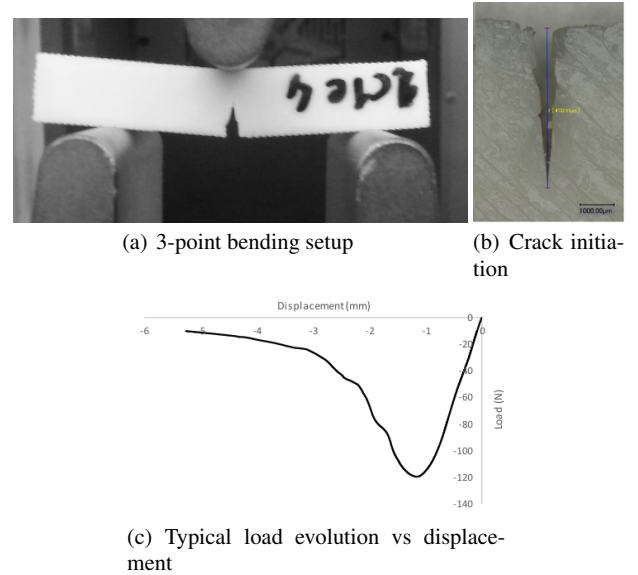 (a) 3-point bending setup
1000.00μm
(b) Crack initia-
tion
Displacement (mm)
-6 -5 -4 -3 -2 -1 0
0
-20
-40
-60
-80
-100
-120
-140
Load (N)
(c) Typical load evolution vs displace-
ment